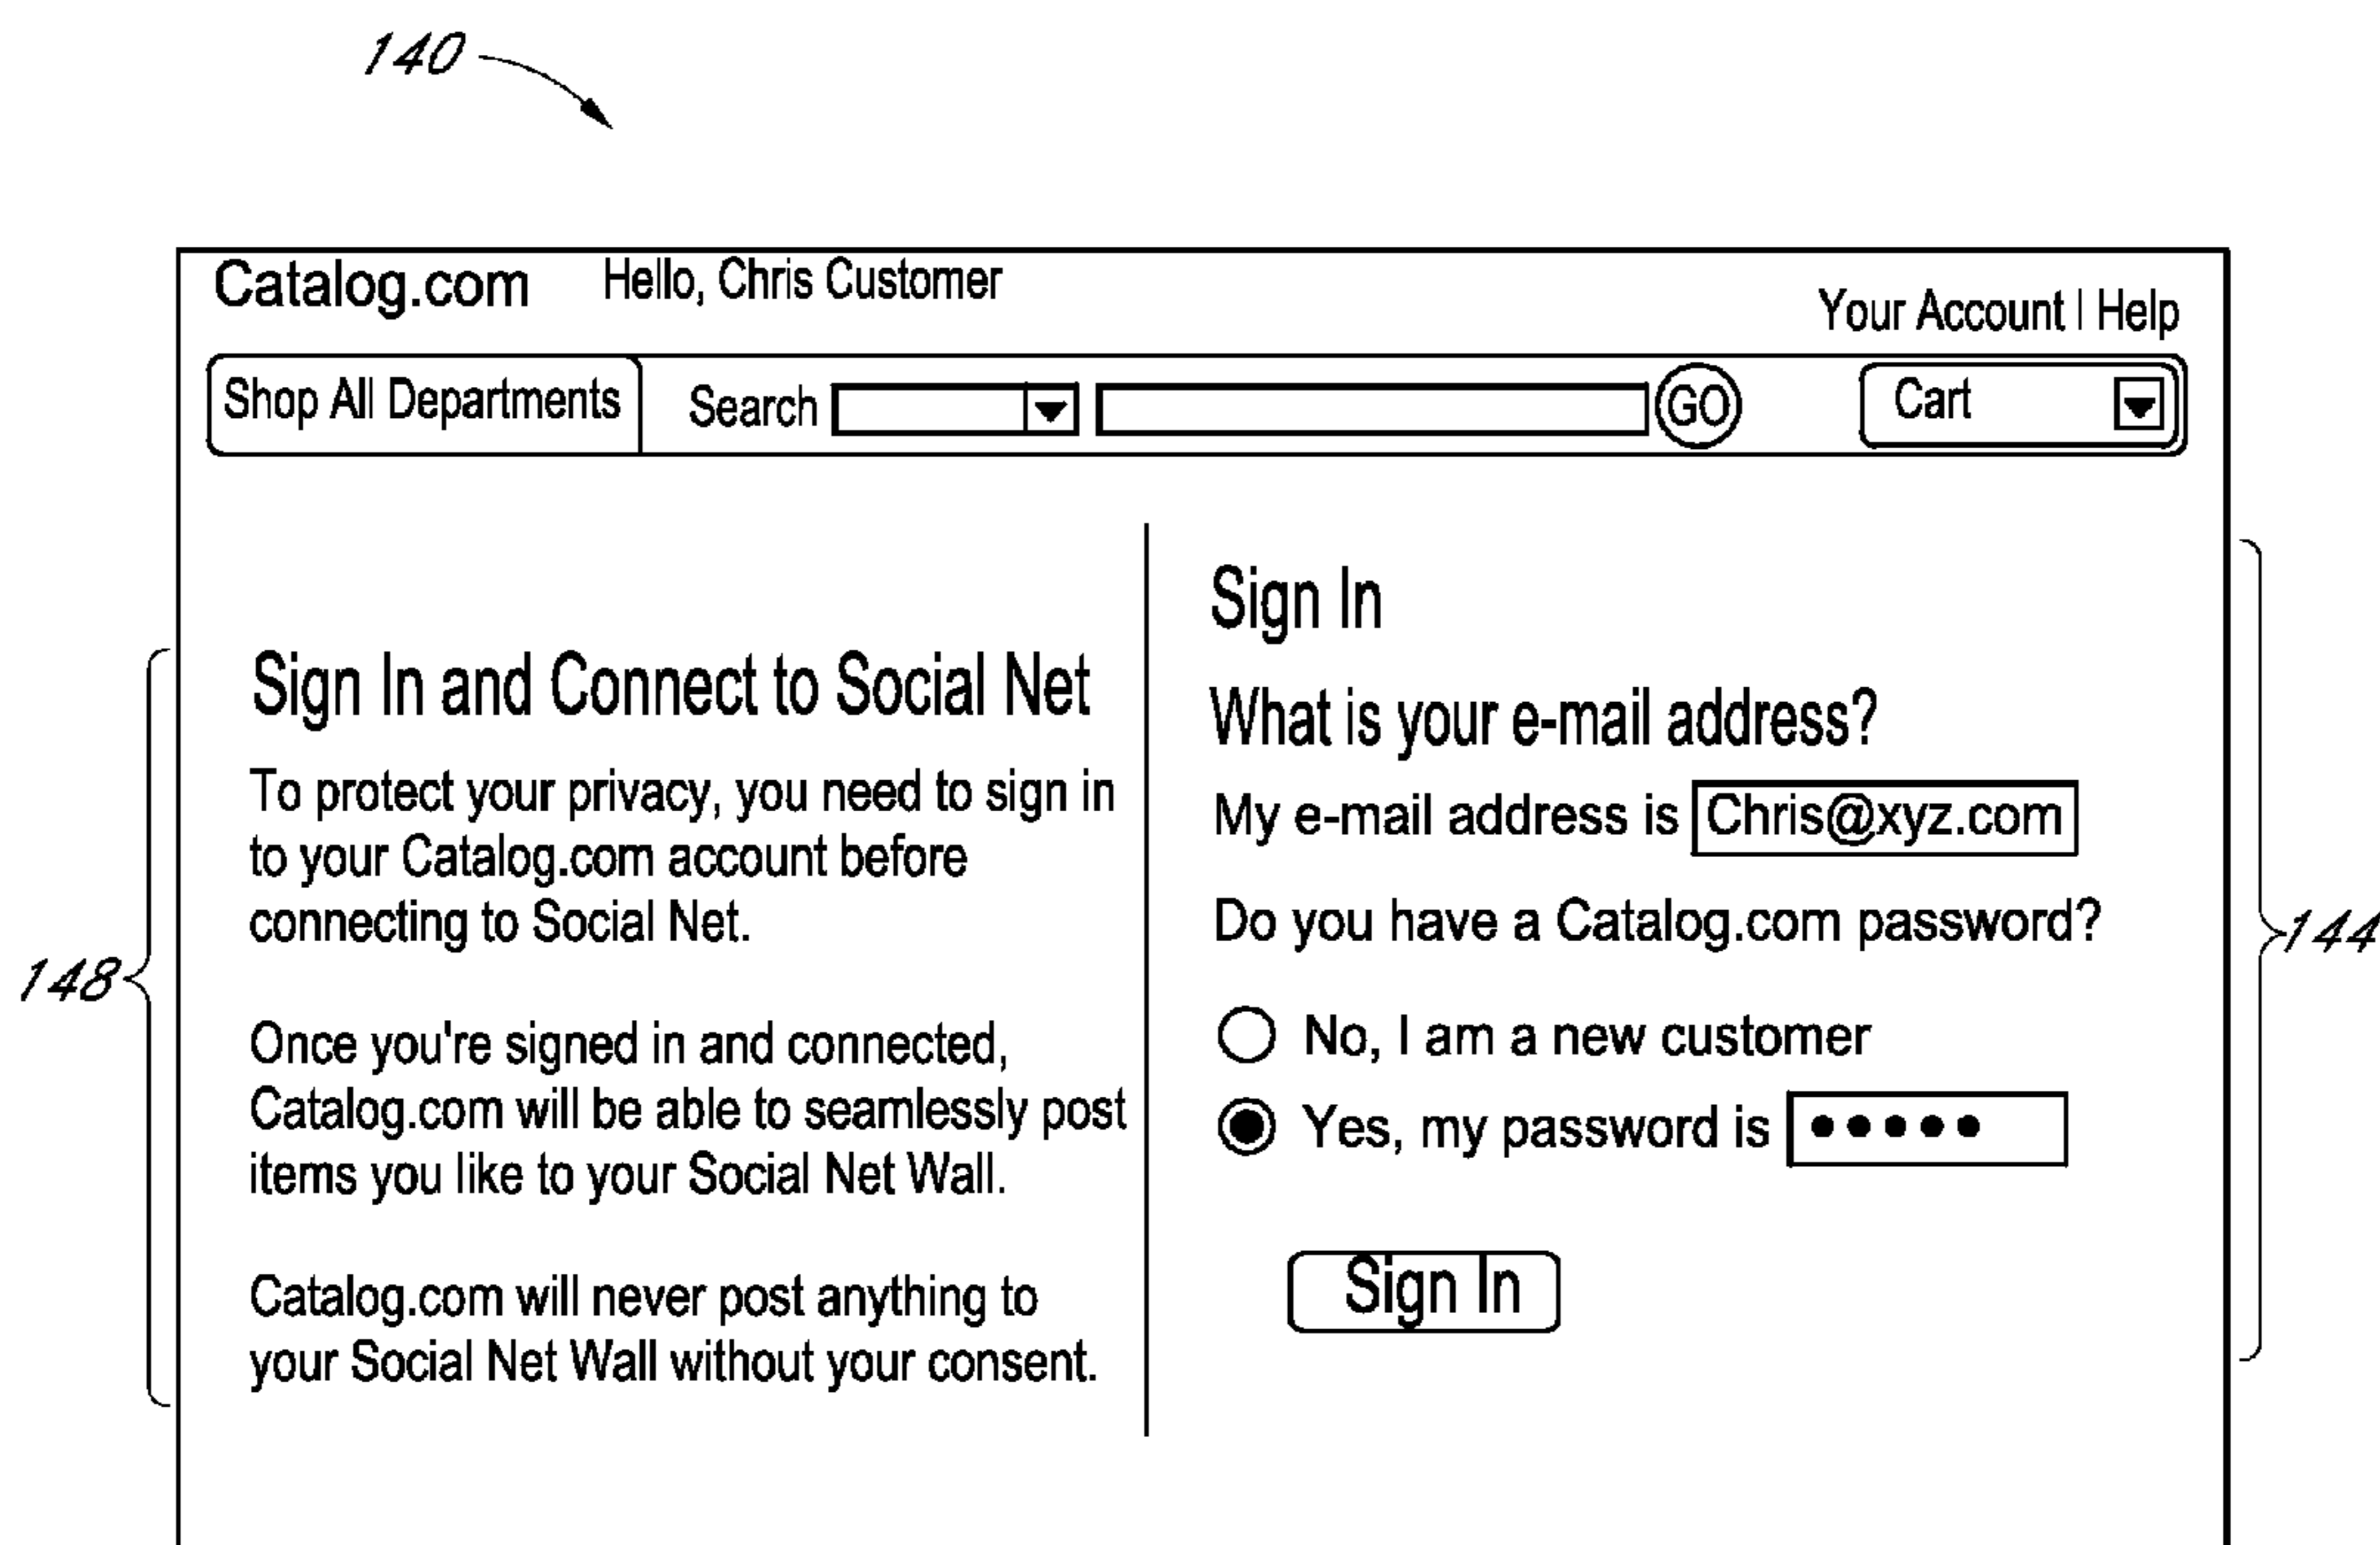 140
Catalog.com Hello, Chris Customer
Your Account | Help
Shop All Departments Search GO Cart
Sign In and Connect to Social Net
To protect your privacy, you need to sign in
to your Catalog.com account before
connecting to Social Net.
Once you're signed in and connected,
Catalog.com will be able to seamlessly post
items you like to your Social Net Wall.
Catalog.com will never post anything to
your Social Net Wall without your consent.
148
Sign In
What is your e-mail address?
My e-mail address is Chris@xyz.com
Do you have a Catalog.com password?
No, I am a new customer
Yes, my password is •••••
Sign In
144